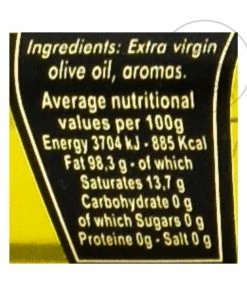 Ingredients: Extra virgin
olive oil, aromas.
Average nutritional
values per 100g
Energy 3704 kJ - 885 Kcal
Fat 98,3 g - of which
Saturates 13,7 g
Carbohydrate 0 g
of which Sugars 0 g
Proteine 0g - Salt 0 g